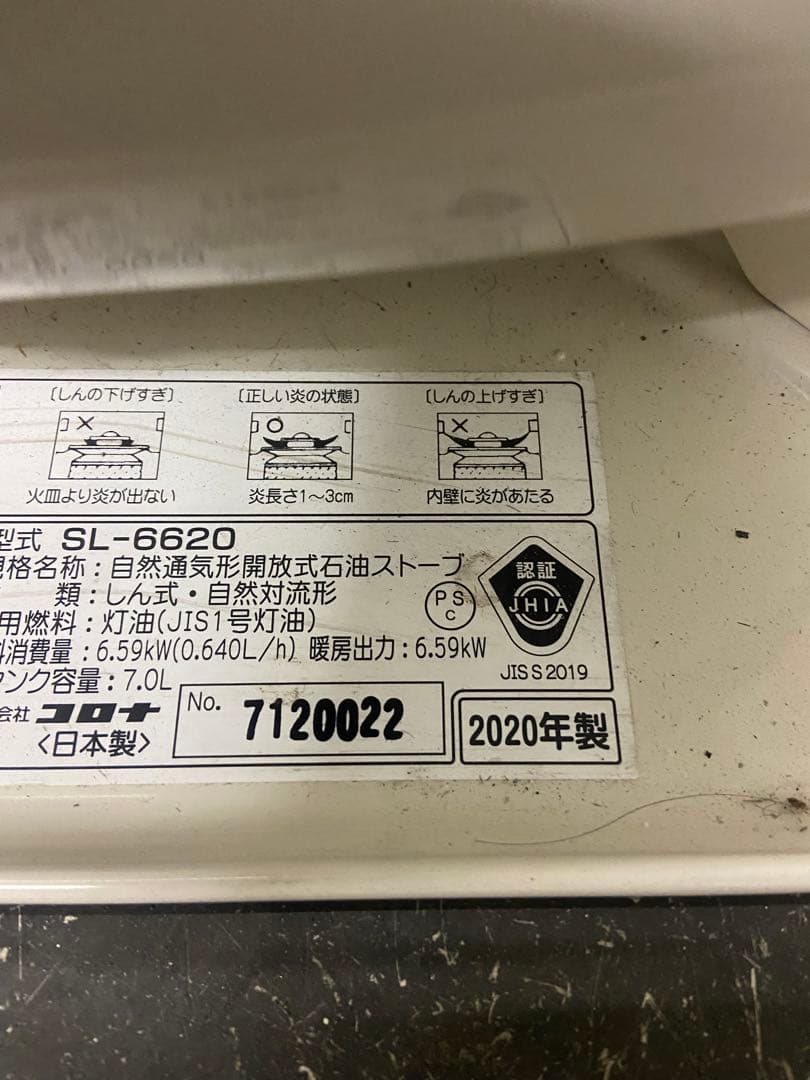 〔しんの下げすぎ〕 〔正しい炎の状態〕 〔しんの上げすぎ〕
火皿より炎が出ない 炎長さ1〜3cm 内壁に炎があたる
型式 SL-6620
規格名称：自然通気形開放式石油ストーブ
類：しん式・自然対流形
用燃料：灯油(JIS1号灯油)
消費量：6.59kW(0.640L/h) 暖房出力：6.59kW
タンク容量：7.0L
PS
C
認証
JHIA
JIS S 2019
会社 コロナ
〈日本製〉
No. 7120022
2020年製